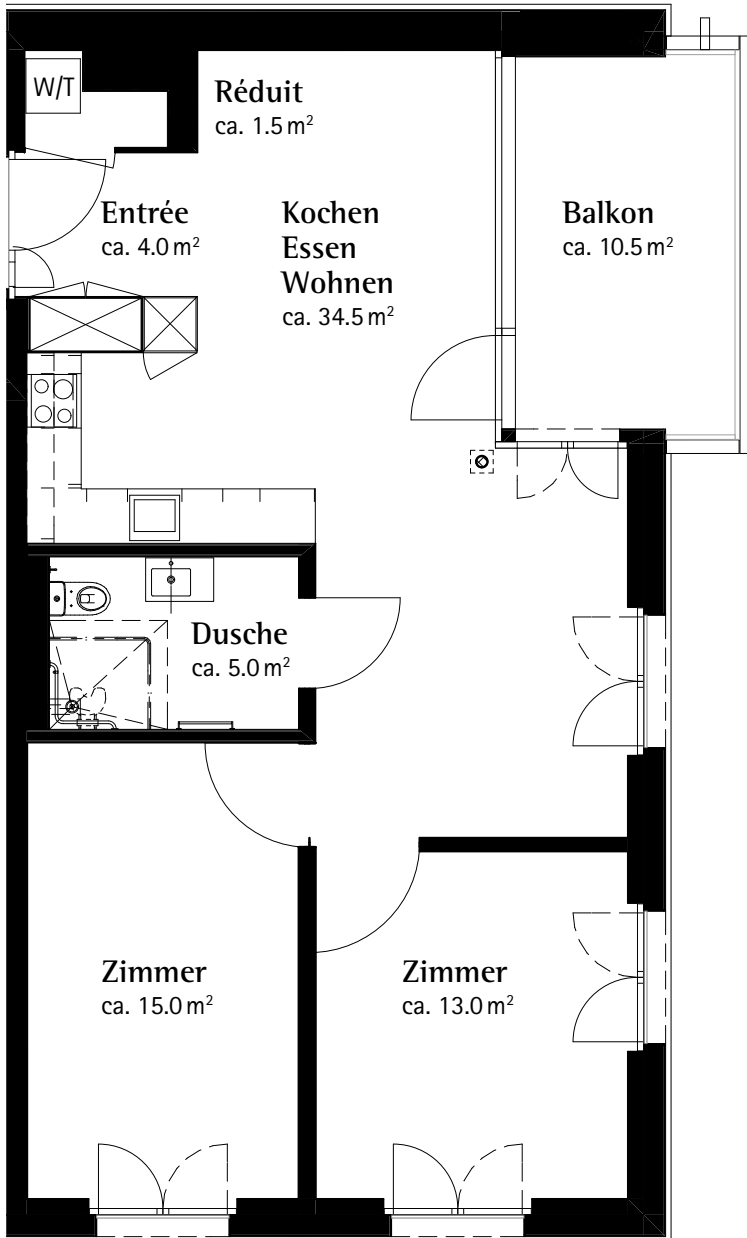 W/T
Réduit
ca. 1.5 m²
Entrée
ca. 4.0 m²
Kochen
Essen
Wohnen
ca. 34.5 m²
Balkon
ca. 10.5 m²
Dusche
ca. 5.0 m²
Zimmer
ca. 15.0 m²
Zimmer
ca. 13.0 m²